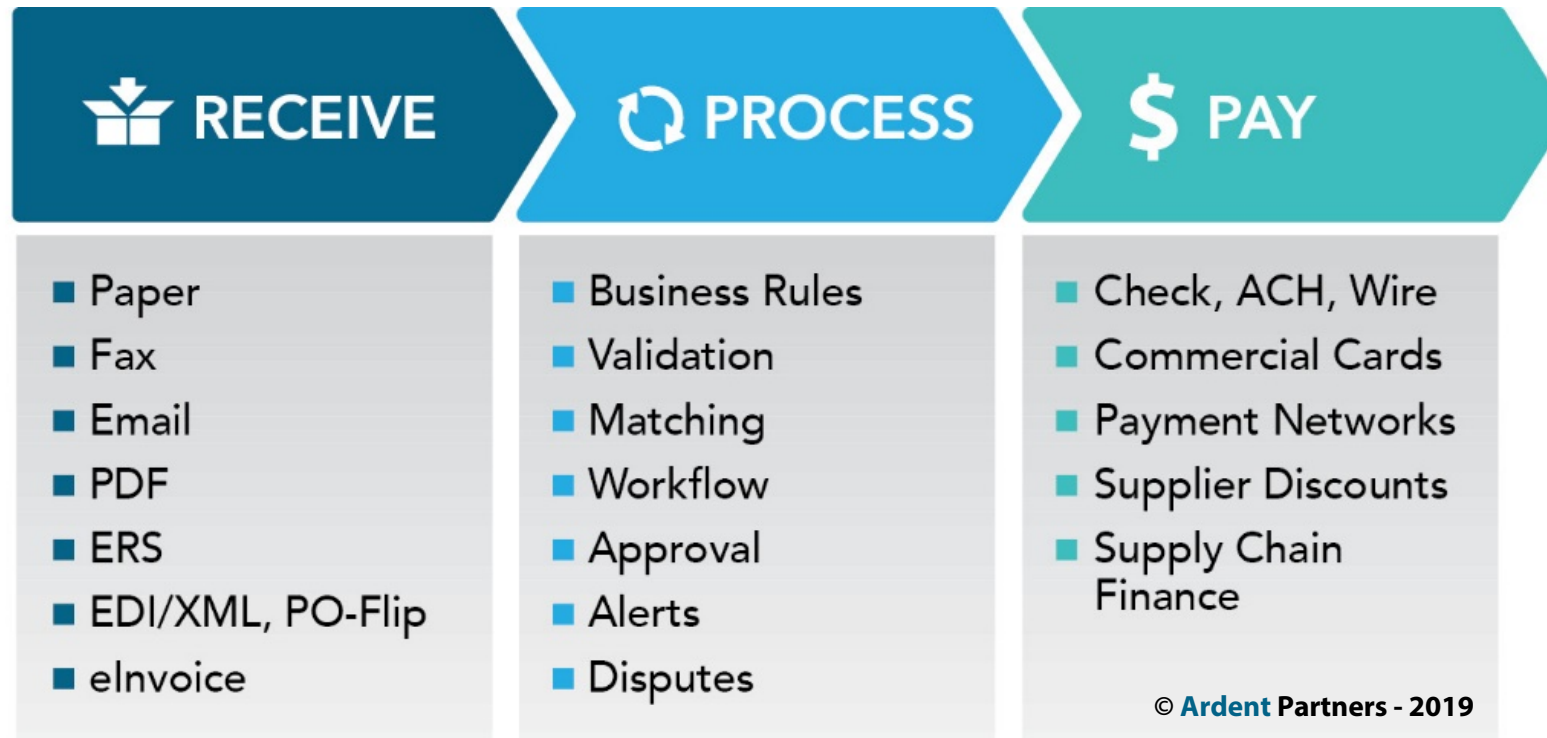 RECEIVE
Paper
Fax
Email
PDF
ERS
EDI/XML, PO-Flip
eInvoice
PROCESS
Business Rules
Validation
Matching
Workflow
Approval
Alerts
Disputes
$ PAY
Check, ACH, Wire
Commercial Cards
Payment Networks
Supplier Discounts
Supply Chain
Finance
© Ardent Partners - 2019